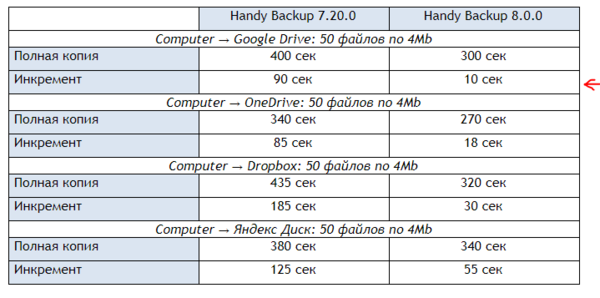 Handy Backup 7.20.0 Handy Backup 8.0.0
Computer → Google Drive: 50 файлов по 4Mb
Полная копия 400 сек 300 сек
Инкремент 90 сек 10 сек
Computer → OneDrive: 50 файлов по 4Mb
Полная копия 340 сек 270 сек
Инкремент 85 сек 18 сек
Computer → Dropbox: 50 файлов по 4Mb
Полная копия 435 сек 320 сек
Инкремент 185 сек 30 сек
Computer → Яндекс Диск: 50 файлов по 4Mb
Полная копия 380 сек 340 сек
Инкремент 125 сек 55 сек